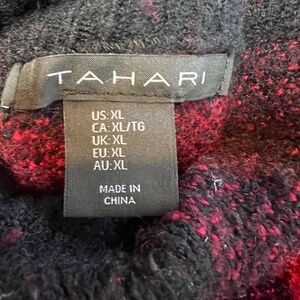 TAHARI
US: XL
CA: XL/TG
UK: XL
EU: XL
AU: XL
MADE IN
CHINA